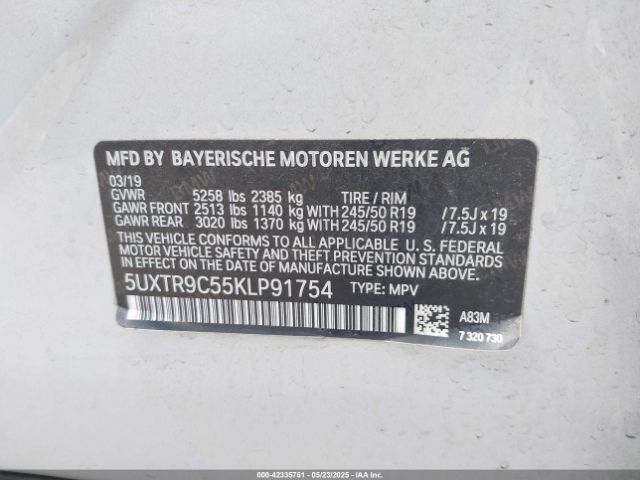 MFD BY BAYERISCHE MOTOREN WERKE AG
03/19
GVWR 5258 lbs 2385 kg TIRE / RIM
GAWR FRONT 2513 lbs 1140 kg WITH 245/50 R19 / 7.5J x 19
GAWR REAR 3020 lbs 1370 kg WITH 245/50 R19 / 7.5J x 19
THIS VEHICLE CONFORMS TO ALL APPLICABLE U. S. FEDERAL
MOTOR VEHICLE SAFETY, BUMPER, AND
THEFT PREVENTION STANDARDS IN EFFECT
ON THE DATE OF MANUFACTURE SHOWN ABOVE.
5UXTR9C55KLP91754 TYPE: MPV
A83M
7 320 730
000-42335761 - 05/23/2025 - IAAI.COM